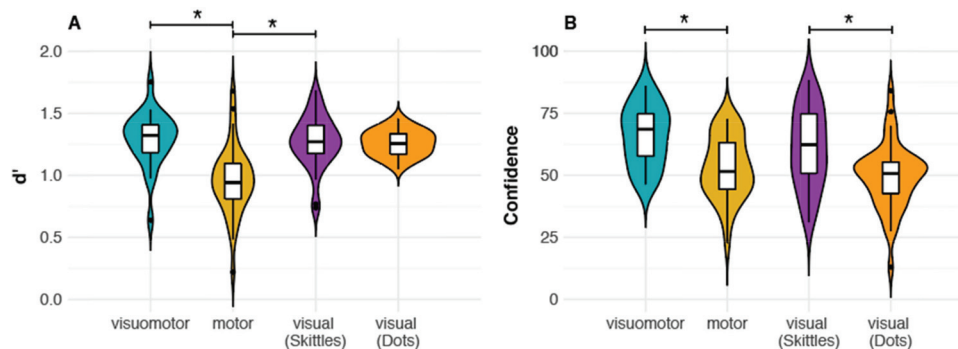 A
*
*
2.0
1.5
1.0
0.5
0.0
d'
visuomotor
motor
visual
(Skittles)
visual
(Dots)
B
*
*
100
75
50
25
0
Confidence
visuomotor
motor
visual
(Skittles)
visual
(Dots)